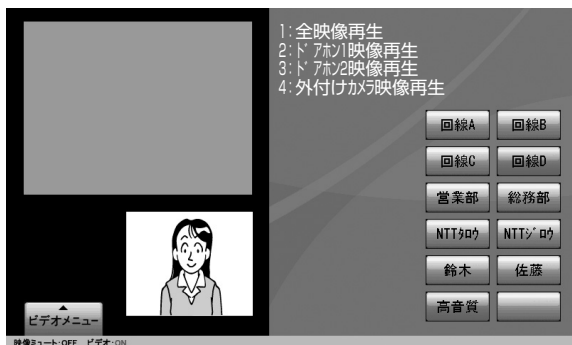 1:全映像再生
2:ﾄﾞｱﾎﾝ1映像再生
3:ﾄﾞｱﾎﾝ2映像再生
4:外付けｶﾒﾗ映像再生
回線A 回線B
回線C 回線D
営業部 総務部
NTTﾀﾛｳ NTTｼﾞﾛｳ
鈴木 佐藤
高音質
ビデオメニュー
映像ミュート:OFF ビデオ:ON